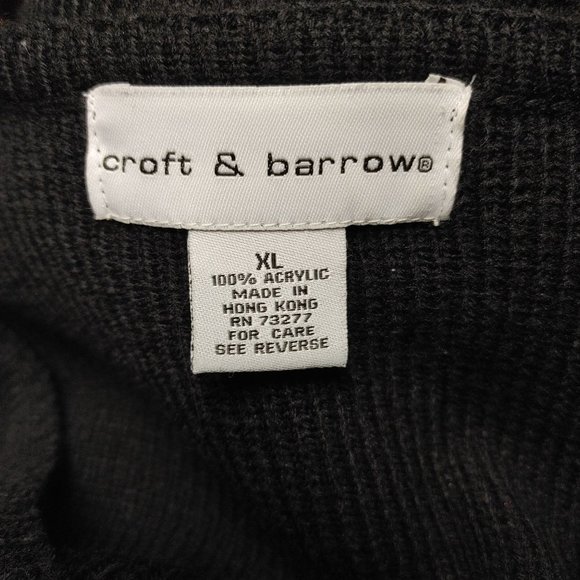 croft & barrow®
XL
100% ACRYLIC
MADE IN
HONG KONG
RN 73277
FOR CARE
SEE REVERSE